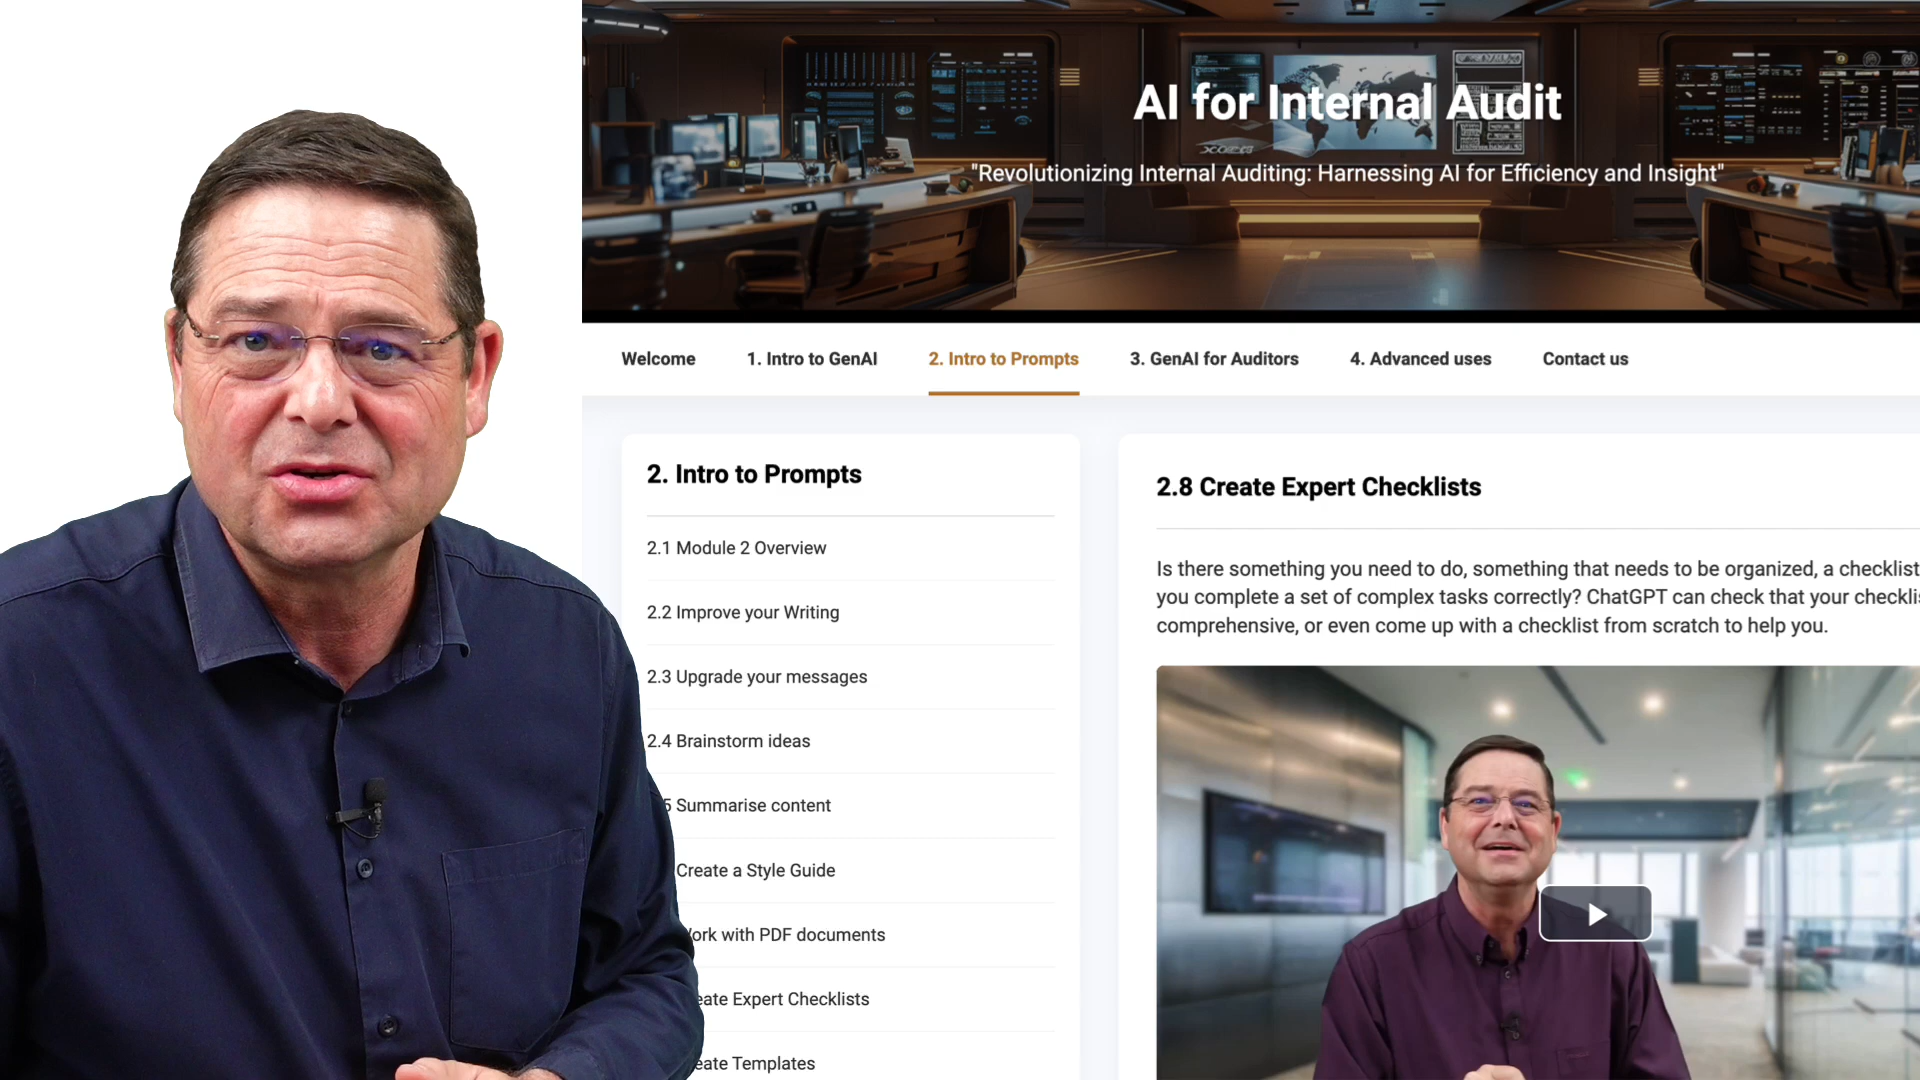 AI for Internal Audit
"Revolutionizing Internal Auditing: Harnessing AI for Efficiency and Insight"
Welcome
1. Intro to GenAI
2. Intro to Prompts
3. GenAI for Auditors
4. Advanced uses
Contact us
2. Intro to Prompts
2.1 Module 2 Overview
2.2 Improve your Writing
2.3 Upgrade your messages
2.4 Brainstorm ideas
5 Summarise content
Create a Style Guide
ork with PDF documents
eate Expert Checklists
eate Templates
2.8 Create Expert Checklists
Is there something you need to do, something that needs to be organized, a checklist
you complete a set of complex tasks correctly? ChatGPT can check that your checklis
comprehensive, or even come up with a checklist from scratch to help you.